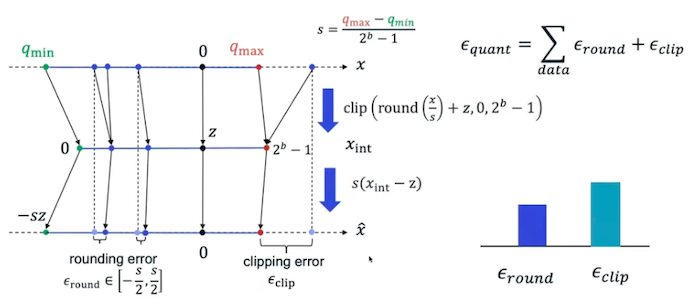 s = (q_max − q_min) / (2^b − 1)
q_min 0 q_max
x
ϵ_quant = ∑_data ϵ_round + ϵ_clip
clip(round(x/s) + z, 0, 2^b − 1)
z
0 2^b − 1 x_int
s(x_int − z)
−sz
x̂
0
rounding error clipping error
ϵ_round ∈ [−s/2, s/2] ϵ_clip
ϵ_round ϵ_clip